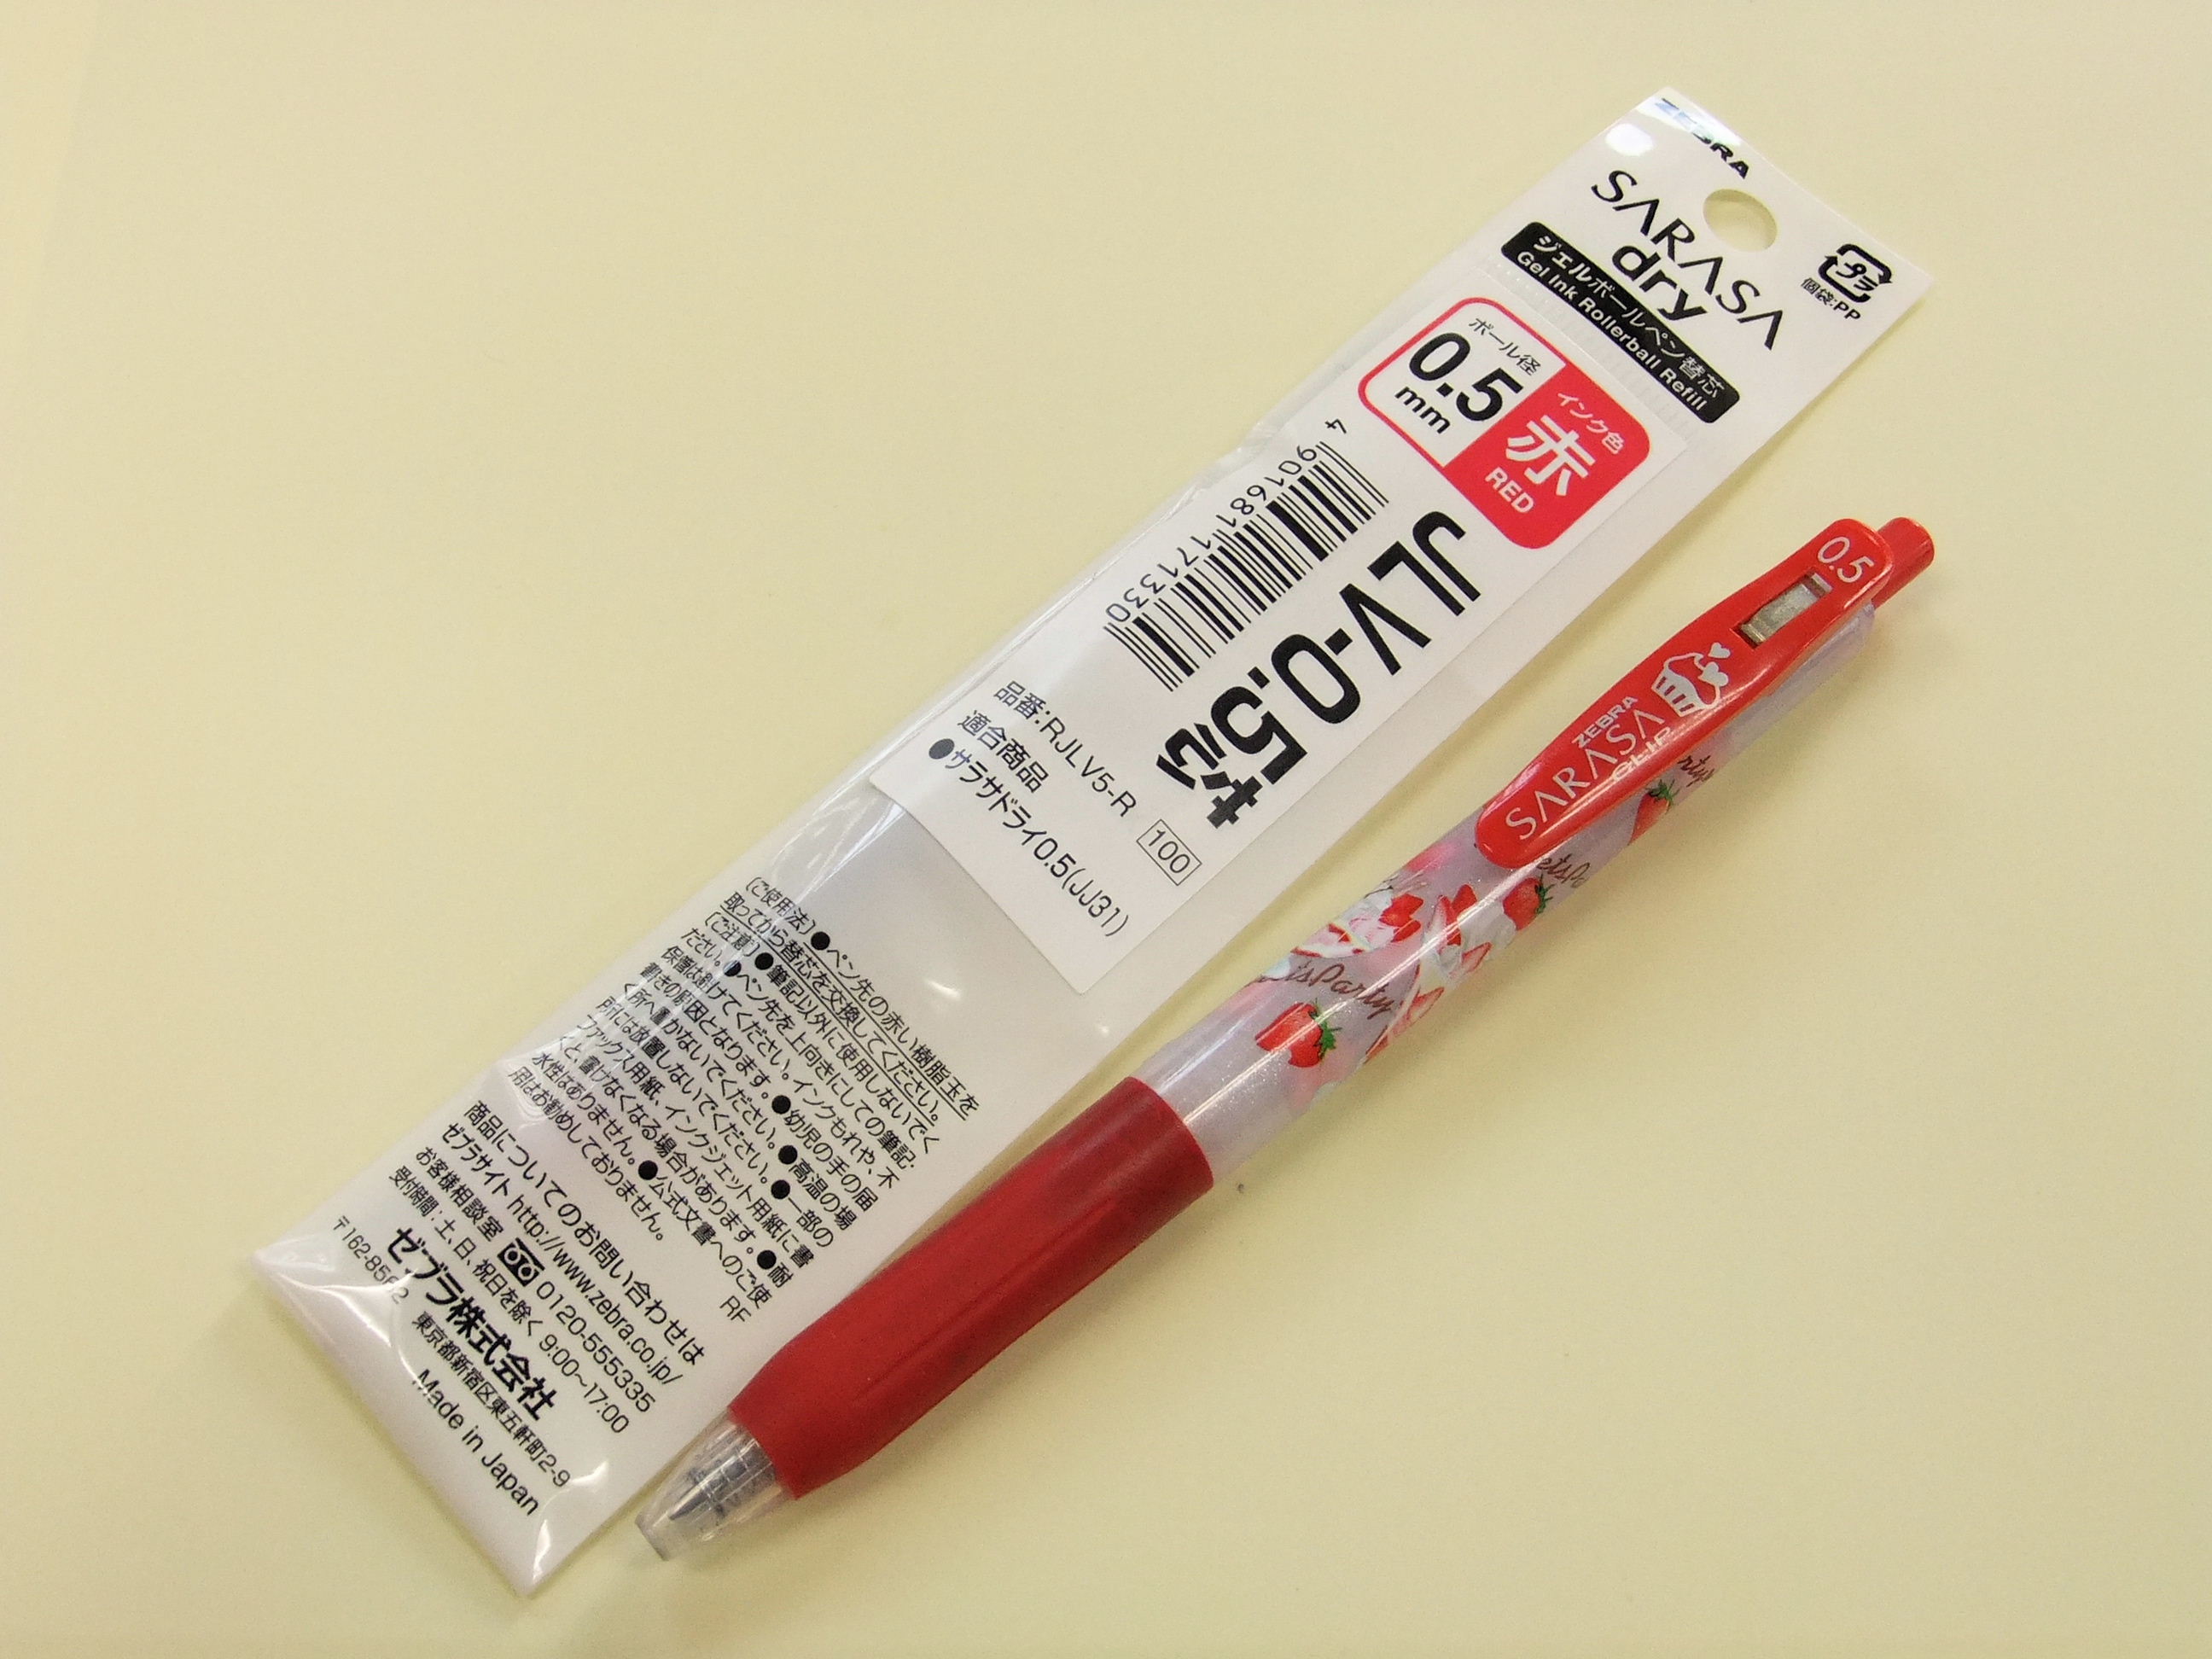 ZEBRA
SARASA
dry
ジェルボールペン替芯
Gel Ink Rollerball Refill
プラ
個袋:PP
ボール径
0.5
mm
インク色
赤
RED
4 901681 171330
JLV-0.5芯
品番:RJLV5-R 100
適合商品
●サラサドライ0.5(JJ31)
〔ご使用法〕●ペン先の赤い樹脂玉を
取ってから替芯を交換してください。
〔ご注意〕●筆記以外に使用しないでく
ださい。●ペン先を上向きにしての筆記・
保管は避けてください。インクもれや、不
書きの原因となります。●幼児の手の届
く所へ置かないでください。●高温の場
所には放置しないでください。●一部の
ファックス用紙、インクジェット用紙に書
くと、書けなくなる場合があります。●耐
水性はありません。●公式文書へのご使
用はお勧めしておりません。
RF
商品についてのお問い合わせは
ゼブラサイト http://www.zebra.co.jp/
お客様相談室 0120-555335
受付時間:土、日、祝日を除く 9:00~17:00
ゼブラ株式会社
〒162-8562 東京都新宿区東五軒町2-9
Made in Japan
0.5
ZEBRA
SARASA
CLIP
Party